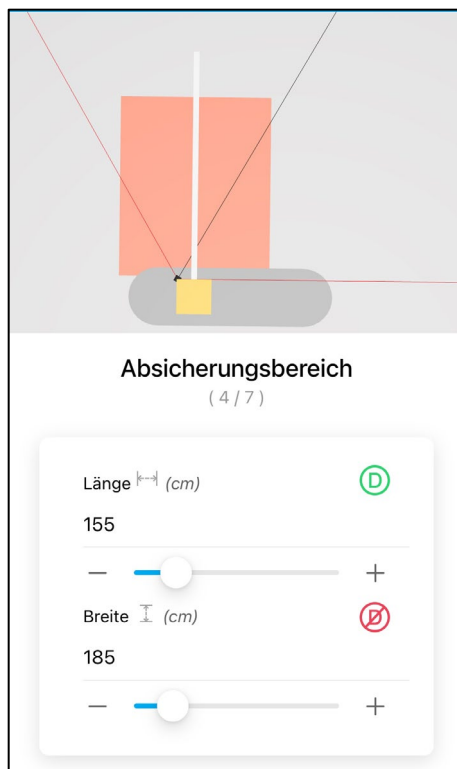 Absicherungsbereich
( 4 / 7 )
Länge (cm)
D
155
Breite (cm)
D
185